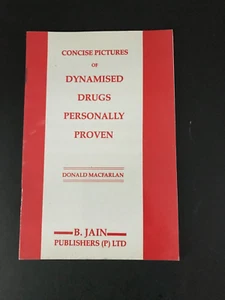 CONCISE PICTURES
OF
DYNAMISED
DRUGS
PERSONALLY
PROVEN
DONALD MACFARLAN
B. JAIN
PUBLISHERS (P) LTD